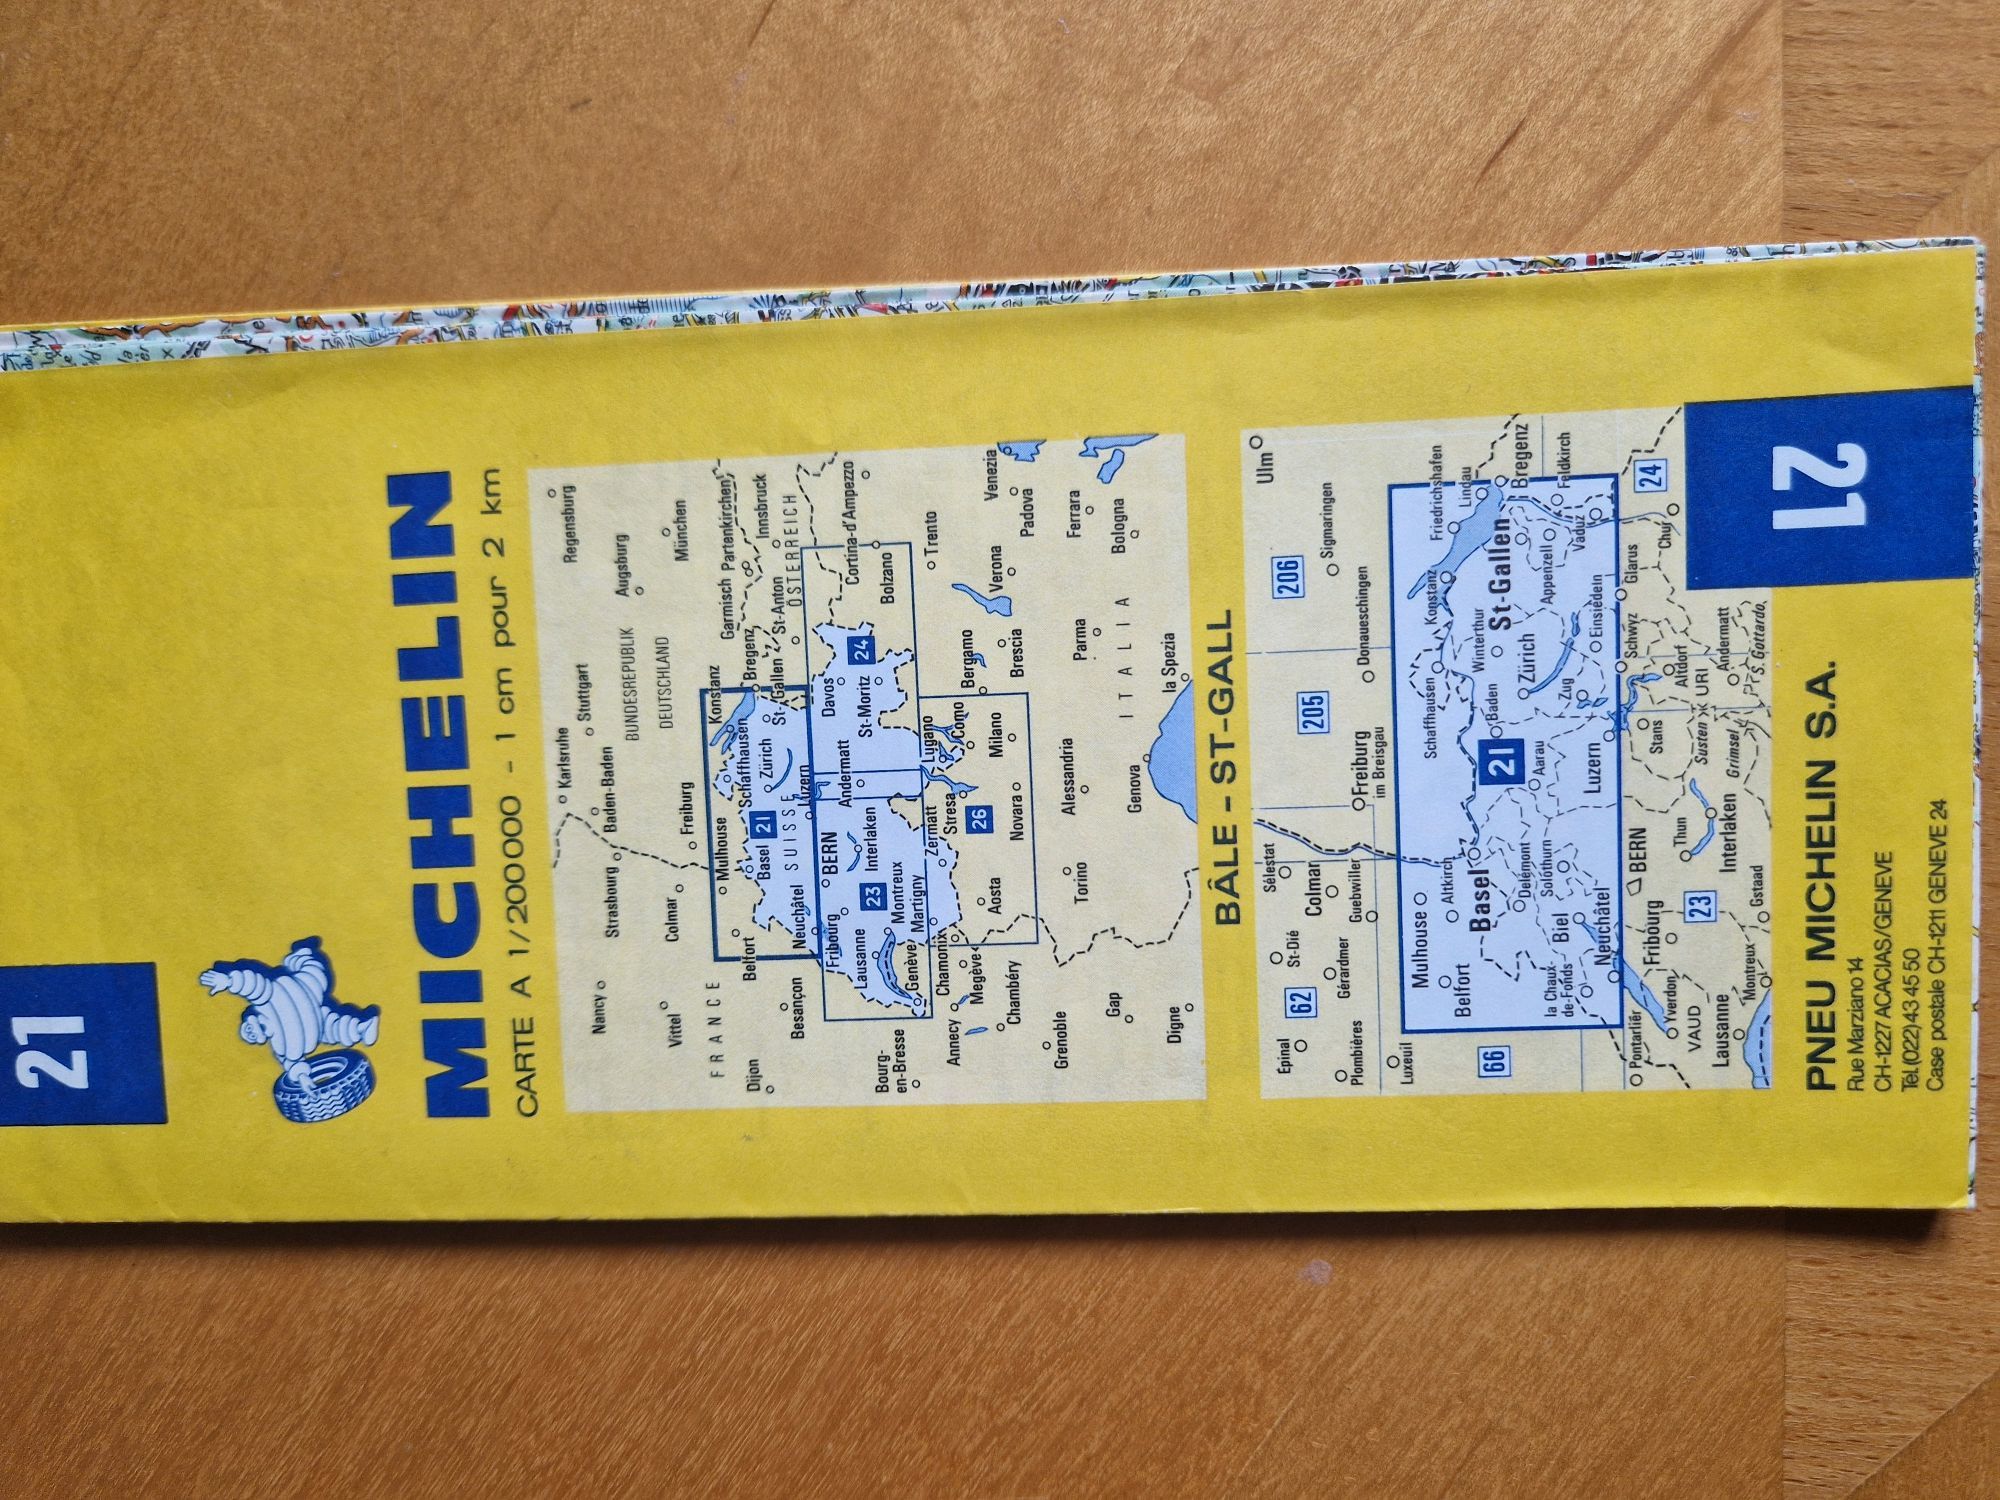 21
MICHELIN
CARTE A 1/200000 - 1 cm pour 2 km
Karlsruhe
Regensburg
Nancy
Strasbourg
Baden-Baden
Stuttgart
Augsburg
BUNDESREPUBLIK
DEUTSCHLAND
München
Vittel
Colmar
Freiburg
FRANCE
Mulhouse
Konstanz
Garmisch Partenkirchen
Dijon
Belfort
Basel
21
Schaffhausen
Zürich
Bregenz
Innsbruck
St-Gallen
St-Anton
ÖSTERREICH
Besançon
Neuchâtel
SUISSE
Luzern
Fribourg
BERN
Davos
Cortina-d'Ampezzo
Lausanne
23
Interlaken
Andermatt
St-Moritz
24
Bolzano
Bourg-
en-Bresse
Genève
Montreux
Martigny
Zermatt
Lugano
Trento
Annecy
Chamonix
Megève
Stresa
Como
Bergamo
Verona
Venezia
Aosta
26
Novara
Milano
Brescia
Padova
Chambéry
Grenoble
Torino
Alessandria
Parma
Ferrara
Gap
Genova
ITALIA
Bologna
Digne
la Spezia
BÂLE - ST-GALL
Ulm
Epinal
St-Dié
Sélestat
62
Colmar
205
206
Sigmaringen
Plombières
Gérardmer
Guebwiller
Freiburg
im Breisgau
Donaueschingen
Luxeuil
Mulhouse
Altkirch
Schaffhausen
Konstanz
Friedrichshafen
Belfort
Basel
Lindau
66
21
Baden
Winterthur
St-Gallen
Bregenz
Delémont
Aarau
Zürich
Appenzell
Feldkirch
la Chaux-
de-Fonds
Biel
Solothurn
Zug
Vaduz
Neuchâtel
Luzern
Einsiedeln
Pontarlier
Fribourg
BERN
Stans
Schwyz
Glarus
24
Yverdon
VAUD
23
Thun
Susten
Altdorf
URI
Chur
Lausanne
Montreux
Gstaad
Interlaken
Grimsel
Andermatt
S. Gottardo
PNEU MICHELIN S.A.
Rue Marziano 14
CH-1227 ACACIAS/GENEVE
Tel.(022) 43 45 50
Case postale CH-1211 GENEVE 24
21